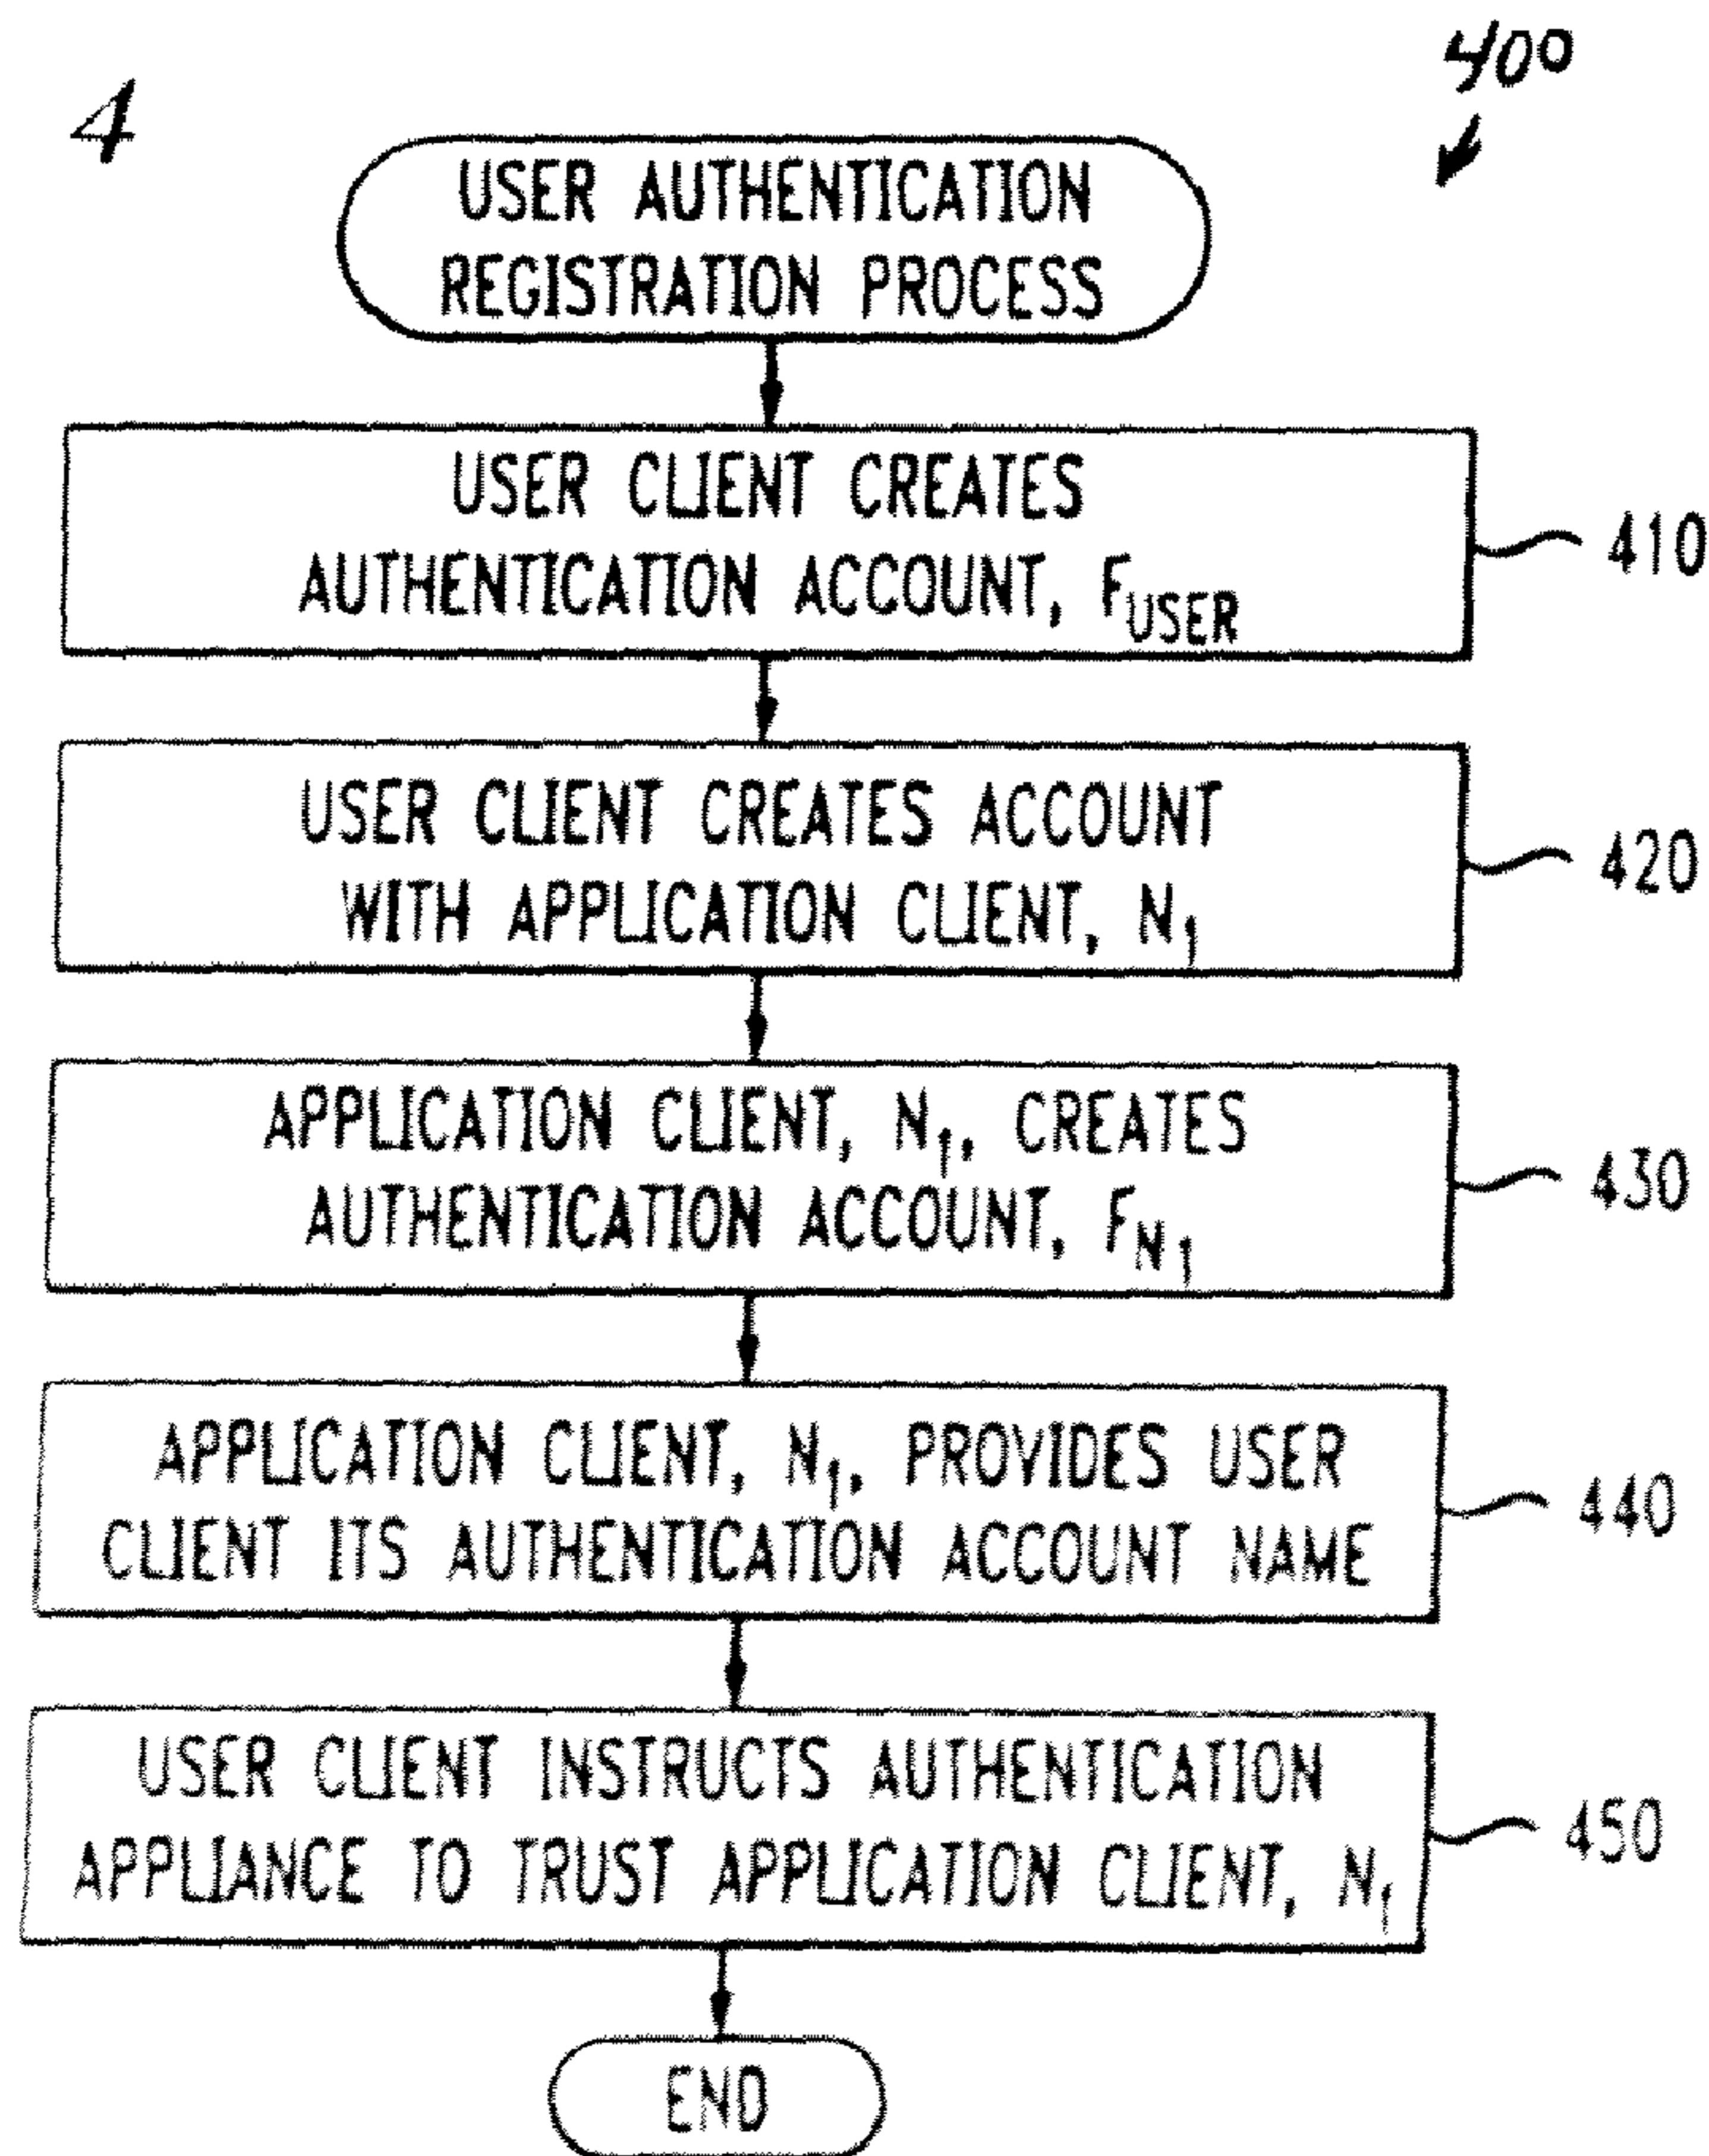 4
400
USER AUTHENTICATION
REGISTRATION PROCESS
USER CLIENT CREATES
AUTHENTICATION ACCOUNT, F_USER
410
USER CLIENT CREATES ACCOUNT
WITH APPLICATION CLIENT, N₁
420
APPLICATION CLIENT, N₁, CREATES
AUTHENTICATION ACCOUNT, F_N₁
430
APPLICATION CLIENT, N₁, PROVIDES USER
CLIENT ITS AUTHENTICATION ACCOUNT NAME
440
USER CLIENT INSTRUCTS AUTHENTICATION
APPLIANCE TO TRUST APPLICATION CLIENT, N₁
450
END